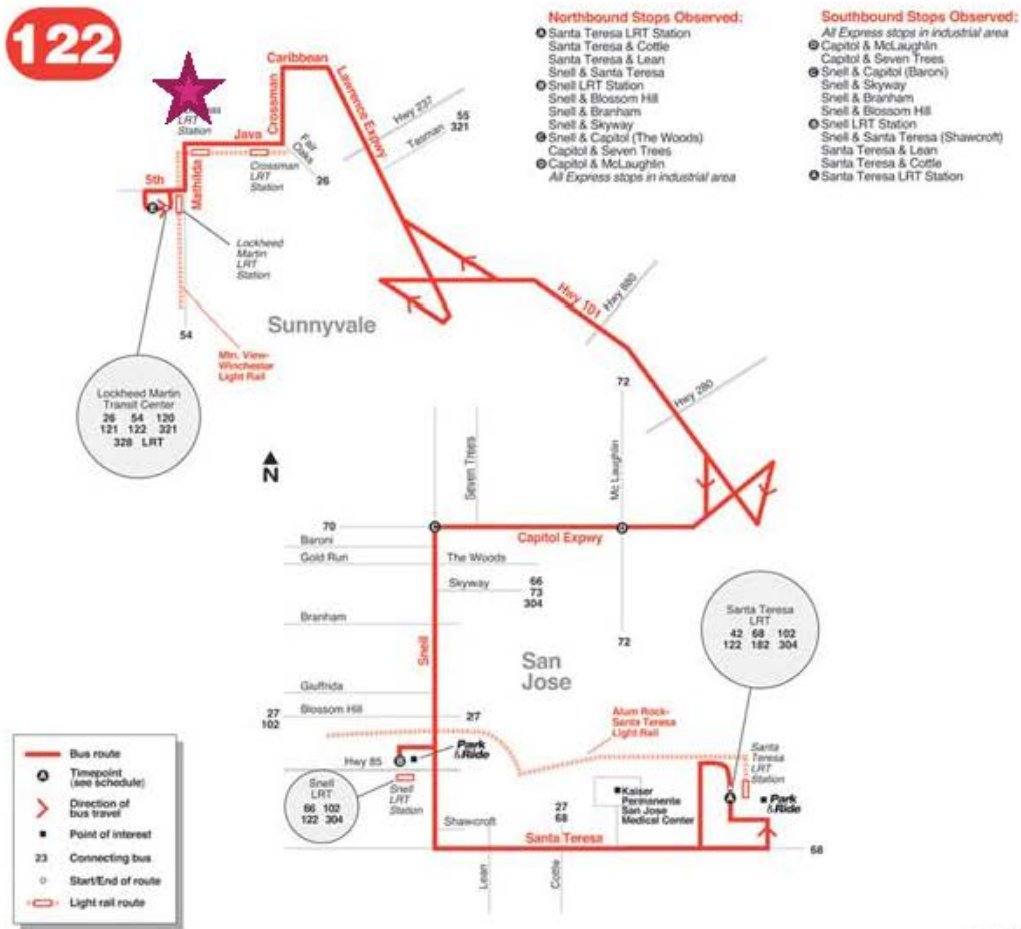 122
Northbound Stops Observed:
A Santa Teresa LRT Station
Santa Teresa & Cottle
Santa Teresa & Lean
Snell & Santa Teresa
B Snell LRT Station
Snell & Blossom Hill
Snell & Branham
Snell & Skyway
C Snell & Capitol (The Woods)
Capitol & Seven Trees
D Capitol & McLaughlin
All Express stops in industrial area
Southbound Stops Observed:
All Express stops in industrial area
D Capitol & McLaughlin
Capitol & Seven Trees
C Snell & Capitol (Baroni)
Snell & Skyway
Snell & Branham
Snell & Blossom Hill
B Snell LRT Station
Snell & Santa Teresa (Shawcroft)
Santa Teresa & Lean
Santa Teresa & Cottle
A Santa Teresa LRT Station
Caribbean
Crossman
Lawrence Expwy
Hwy 237
Tasman
55
321
LRT
Station
Java
Fair
Oaks
26
Crossman
LRT
Station
5th
Mathilda
E
Lockheed
Martin
LRT
Station
54
Sunnyvale
Mtn. View-
Winchester
Light Rail
Lockheed Martin
Transit Center
26 54 120
121 122 321
328 LRT
Hwy 101
Hwy 880
Hwy 280
72
N
Seven Trees
Mc Laughlin
70
C
D
Capitol Expwy
Baroni
Gold Run
The Woods
Skyway
66
73
304
Branham
Snell
72
San
Jose
Santa Teresa
LRT
42 68 102
122 182 304
Giuffrida
Blossom Hill
27
102
27
Alum Rock-
Santa Teresa
Light Rail
Santa
Teresa
LRT
Station
Park
& Ride
Hwy 85
B
Snell
LRT
Station
Snell
LRT
66 102
122 304
Kaiser
Permanente
San Jose
Medical Center
A
Park
& Ride
Shawcroft
27
68
Santa Teresa
68
Lean
Cottle
Bus route
A Timepoint
(see schedule)
Direction of
bus travel
Point of interest
23 Connecting bus
Start/End of route
Light rail route